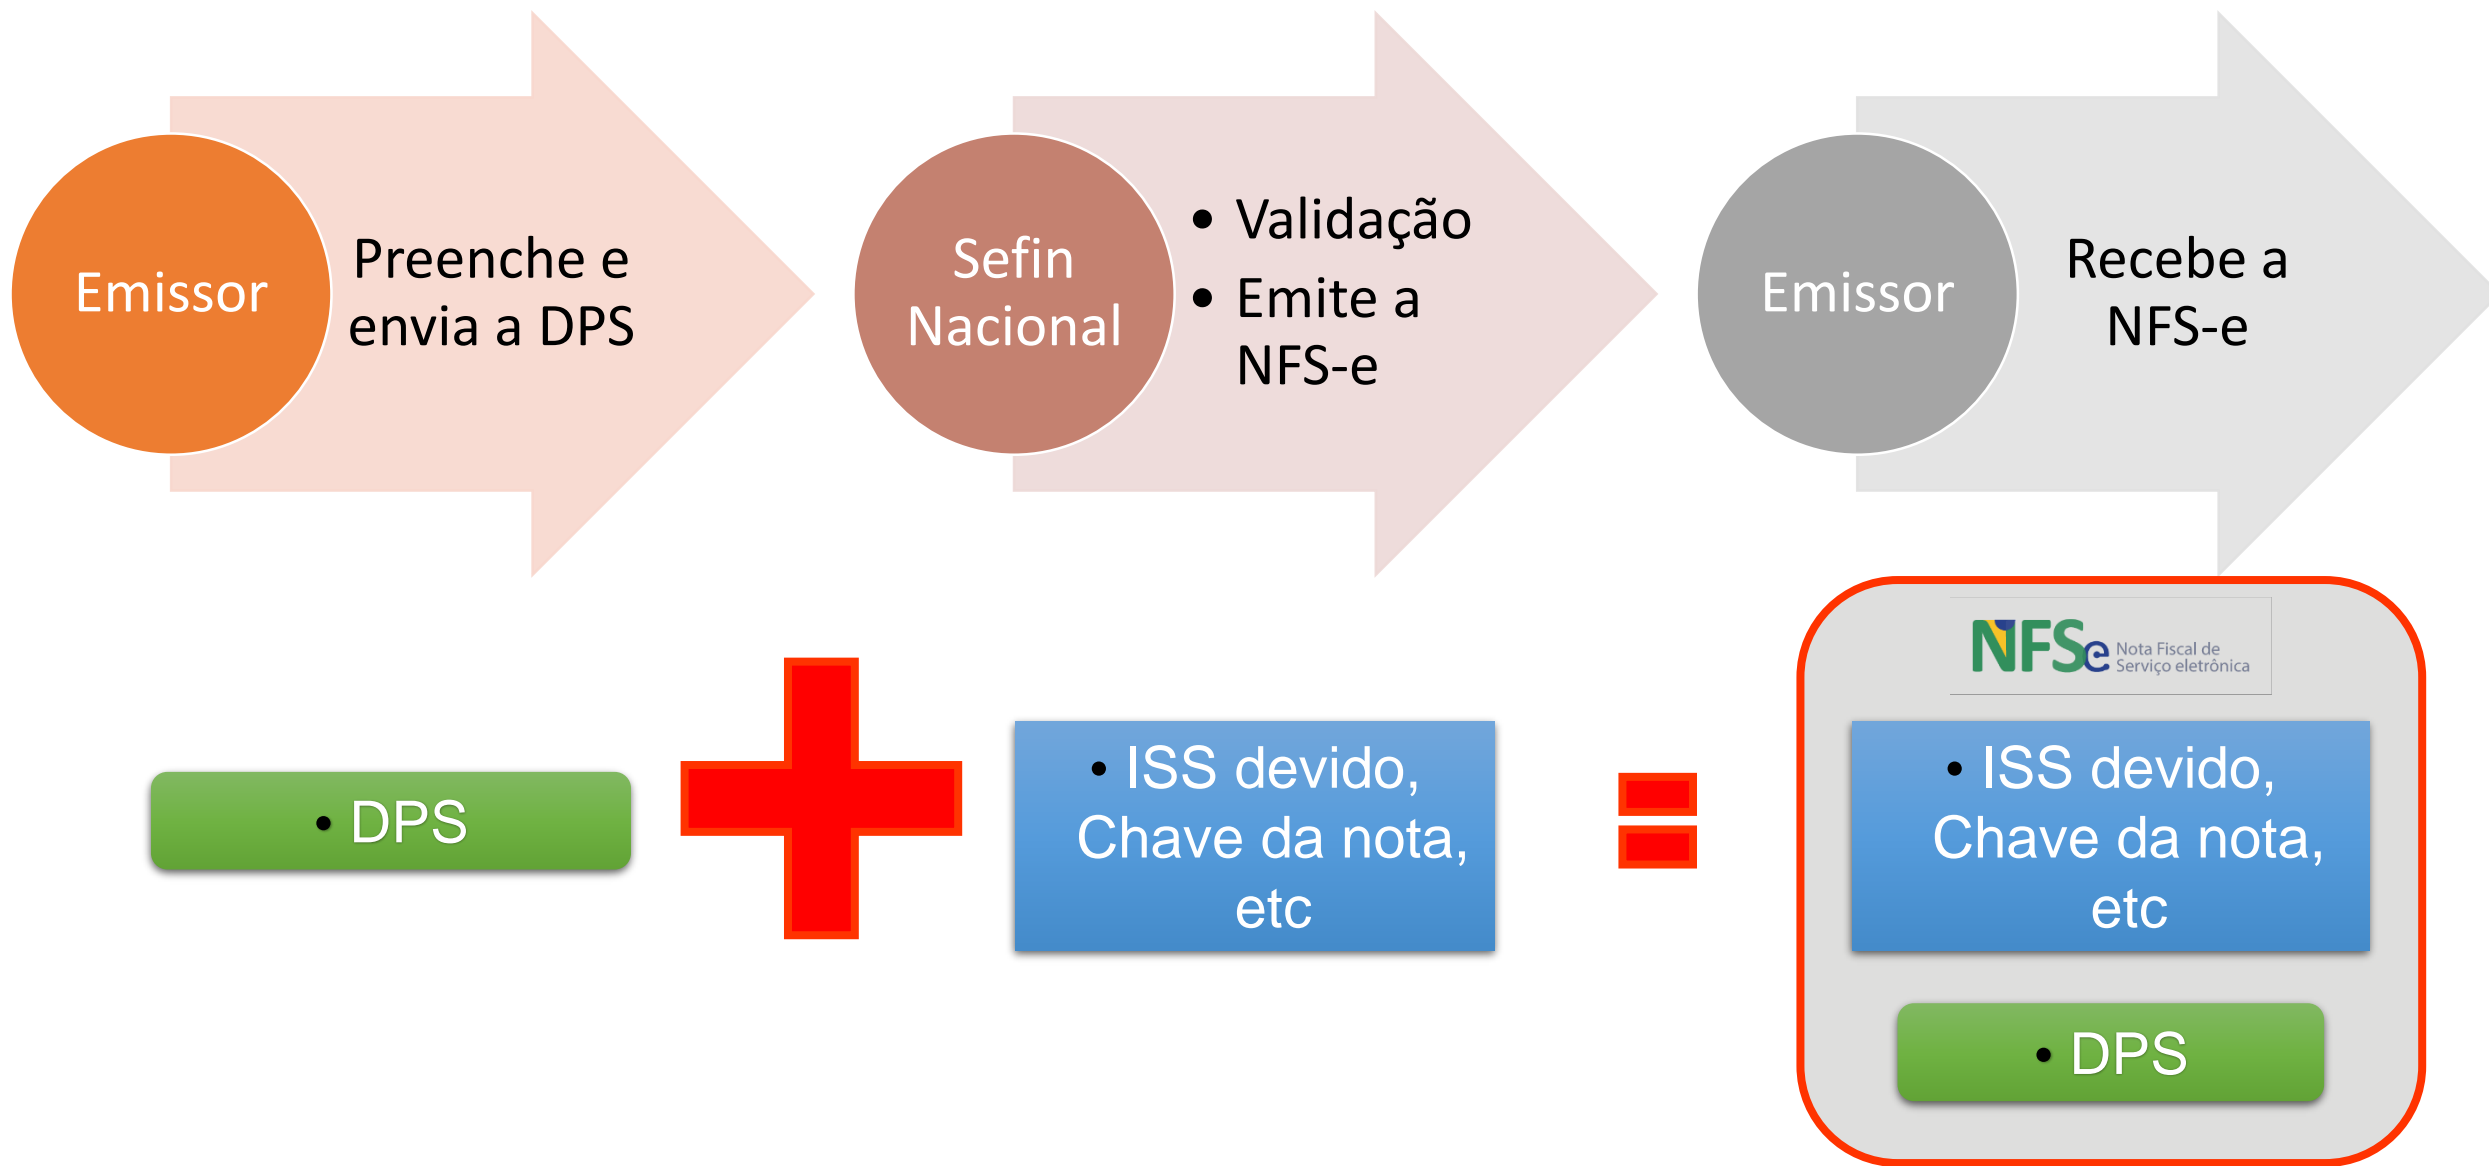 Emissor
Preenche e
envia a DPS
Sefin
Nacional
• Validação
• Emite a
NFS-e
Emissor
Recebe a
NFS-e
• DPS
• ISS devido,
Chave da nota,
etc
NFSe Nota Fiscal de
Serviço eletrônica
• ISS devido,
Chave da nota,
etc
• DPS